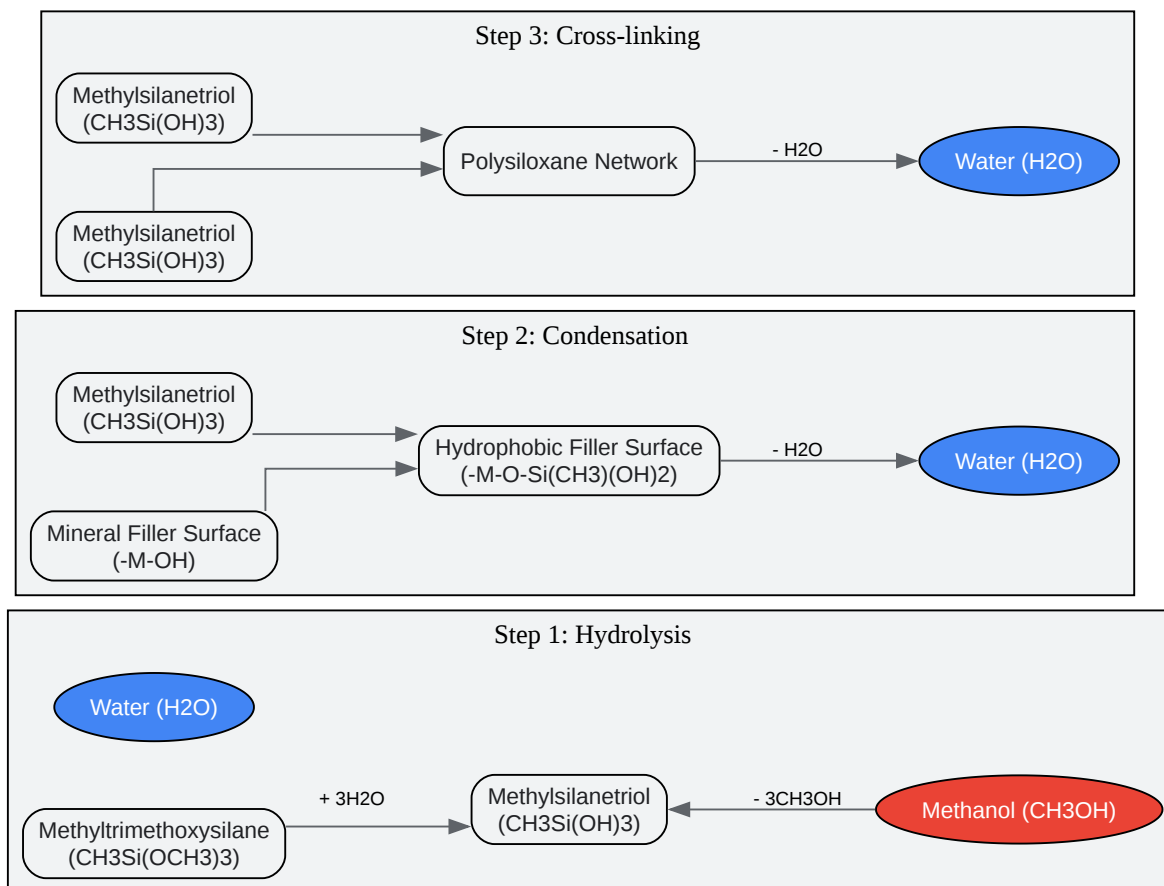 Step 3: Cross-linking
Methylsilanetriol
(CH3Si(OH)3)
Polysiloxane Network
- H2O
Water (H2O)
Methylsilanetriol
(CH3Si(OH)3)
Step 2: Condensation
Methylsilanetriol
(CH3Si(OH)3)
Hydrophobic Filler Surface
(-M-O-Si(CH3)(OH)2)
- H2O
Water (H2O)
Mineral Filler Surface
(-M-OH)
Step 1: Hydrolysis
Water (H2O)
Methyltrimethoxysilane
(CH3Si(OCH3)3)
+ 3H2O
Methylsilanetriol
(CH3Si(OH)3)
- 3CH3OH
Methanol (CH3OH)